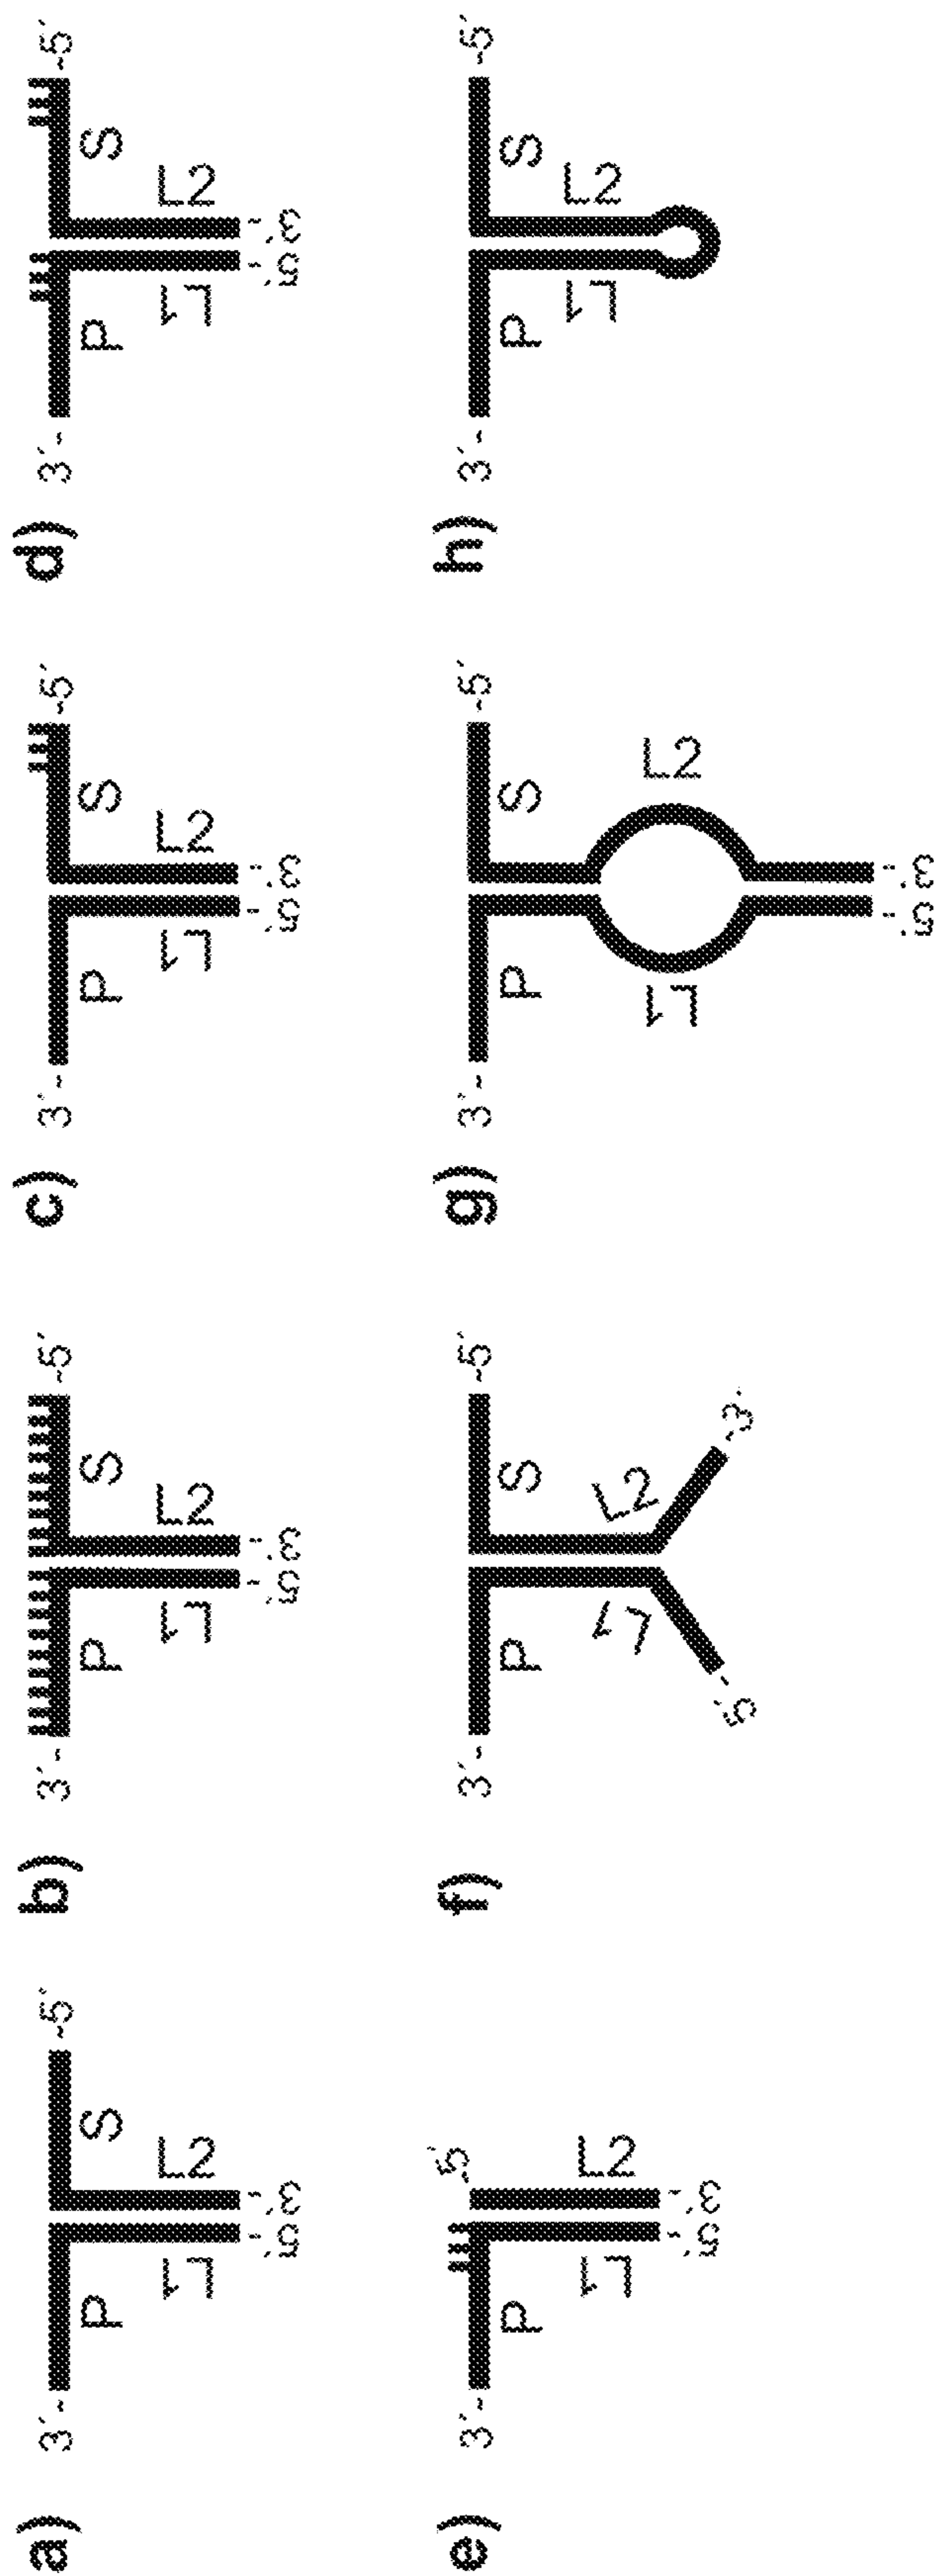 a) 3´- P S -5´
L1 L2
5´ 3´
b) 3´- P S -5´
L1 L2
5´ 3´
c) 3´- P S -5´
L1 L2
5´ 3´
d) 3´- P S -5´
L1 L2
5´ 3´
e) 3´- P -5´
L1 L2
5´ 3´
f) 3´- P S -5´
L1 L2
5´ 3´
g) 3´- P S -5´
L1 L2
5´ 3´
h) 3´- P S -5´
L1 L2